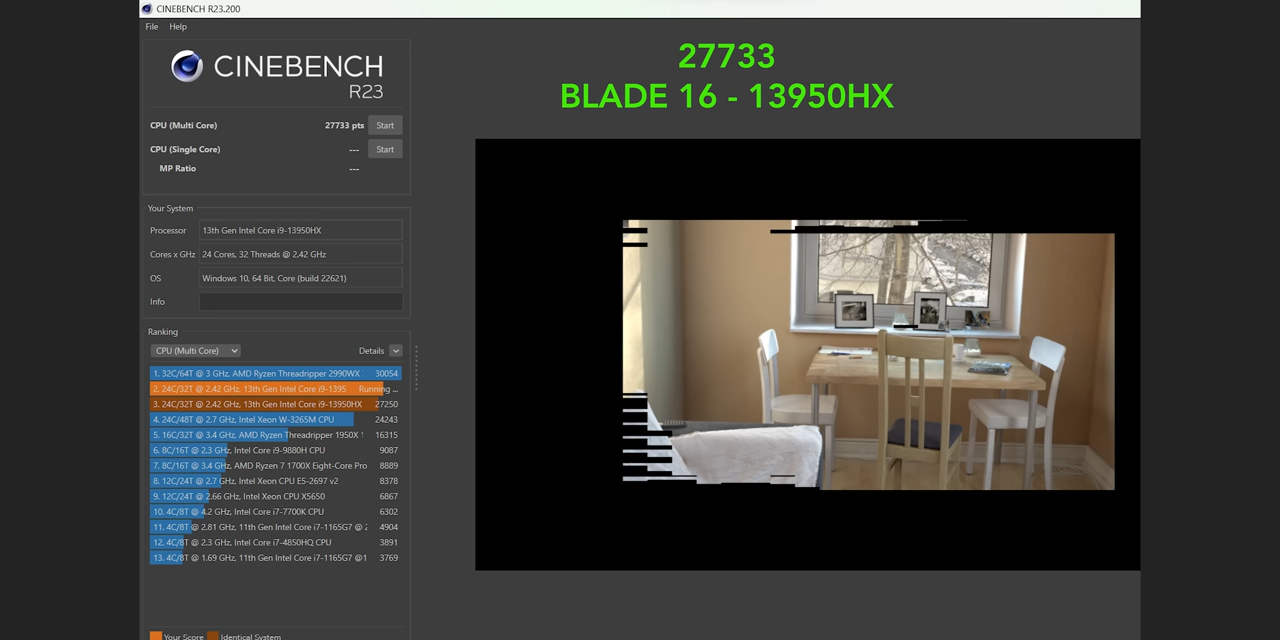 CINEBENCH R23.200
File Help
CINEBENCH
R23
27733
BLADE 16 - 13950HX
CPU (Multi Core) 27733 pts Start
CPU (Single Core) --- Start
MP Ratio ---
Your System
Processor 13th Gen Intel Core i9-13950HX
Cores x GHz 24 Cores, 32 Threads @ 2.42 GHz
OS Windows 10, 64 Bit, Core (build 22621)
Info
Ranking
CPU (Multi Core) Details
1. 32C/64T @ 3 GHz, AMD Ryzen Threadripper 2990WX 30054
2. 24C/32T @ 2.42 GHz, 13th Gen Intel Core i9-1395 Running ...
3. 24C/32T @ 2.42 GHz, 13th Gen Intel Core i9-13950HX 27250
4. 24C/48T @ 2.7 GHz, Intel Xeon W-3265M CPU 24243
5. 16C/32T @ 3.4 GHz, AMD Ryzen Threadripper 1950X 16315
6. 8C/16T @ 2.3 GHz, Intel Core i9-9880H CPU 9087
7. 8C/16T @ 3.4 GHz, AMD Ryzen 7 1700X Eight-Core Pro 8889
8. 12C/24T @ 2.7 GHz, Intel Xeon CPU E5-2697 v2 8378
9. 12C/24T @ 2.66 GHz, Intel Xeon CPU X5650 6867
10. 4C/8T @ 4.2 GHz, Intel Core i7-7700K CPU 6302
11. 4C/8T @ 2.81 GHz, 11th Gen Intel Core i7-1165G7 @ 4904
12. 4C/8T @ 2.3 GHz, Intel Core i7-4850HQ CPU 3891
13. 4C/8T @ 1.69 GHz, 11th Gen Intel Core i7-1165G7 @1 3769
Your Score Identical System